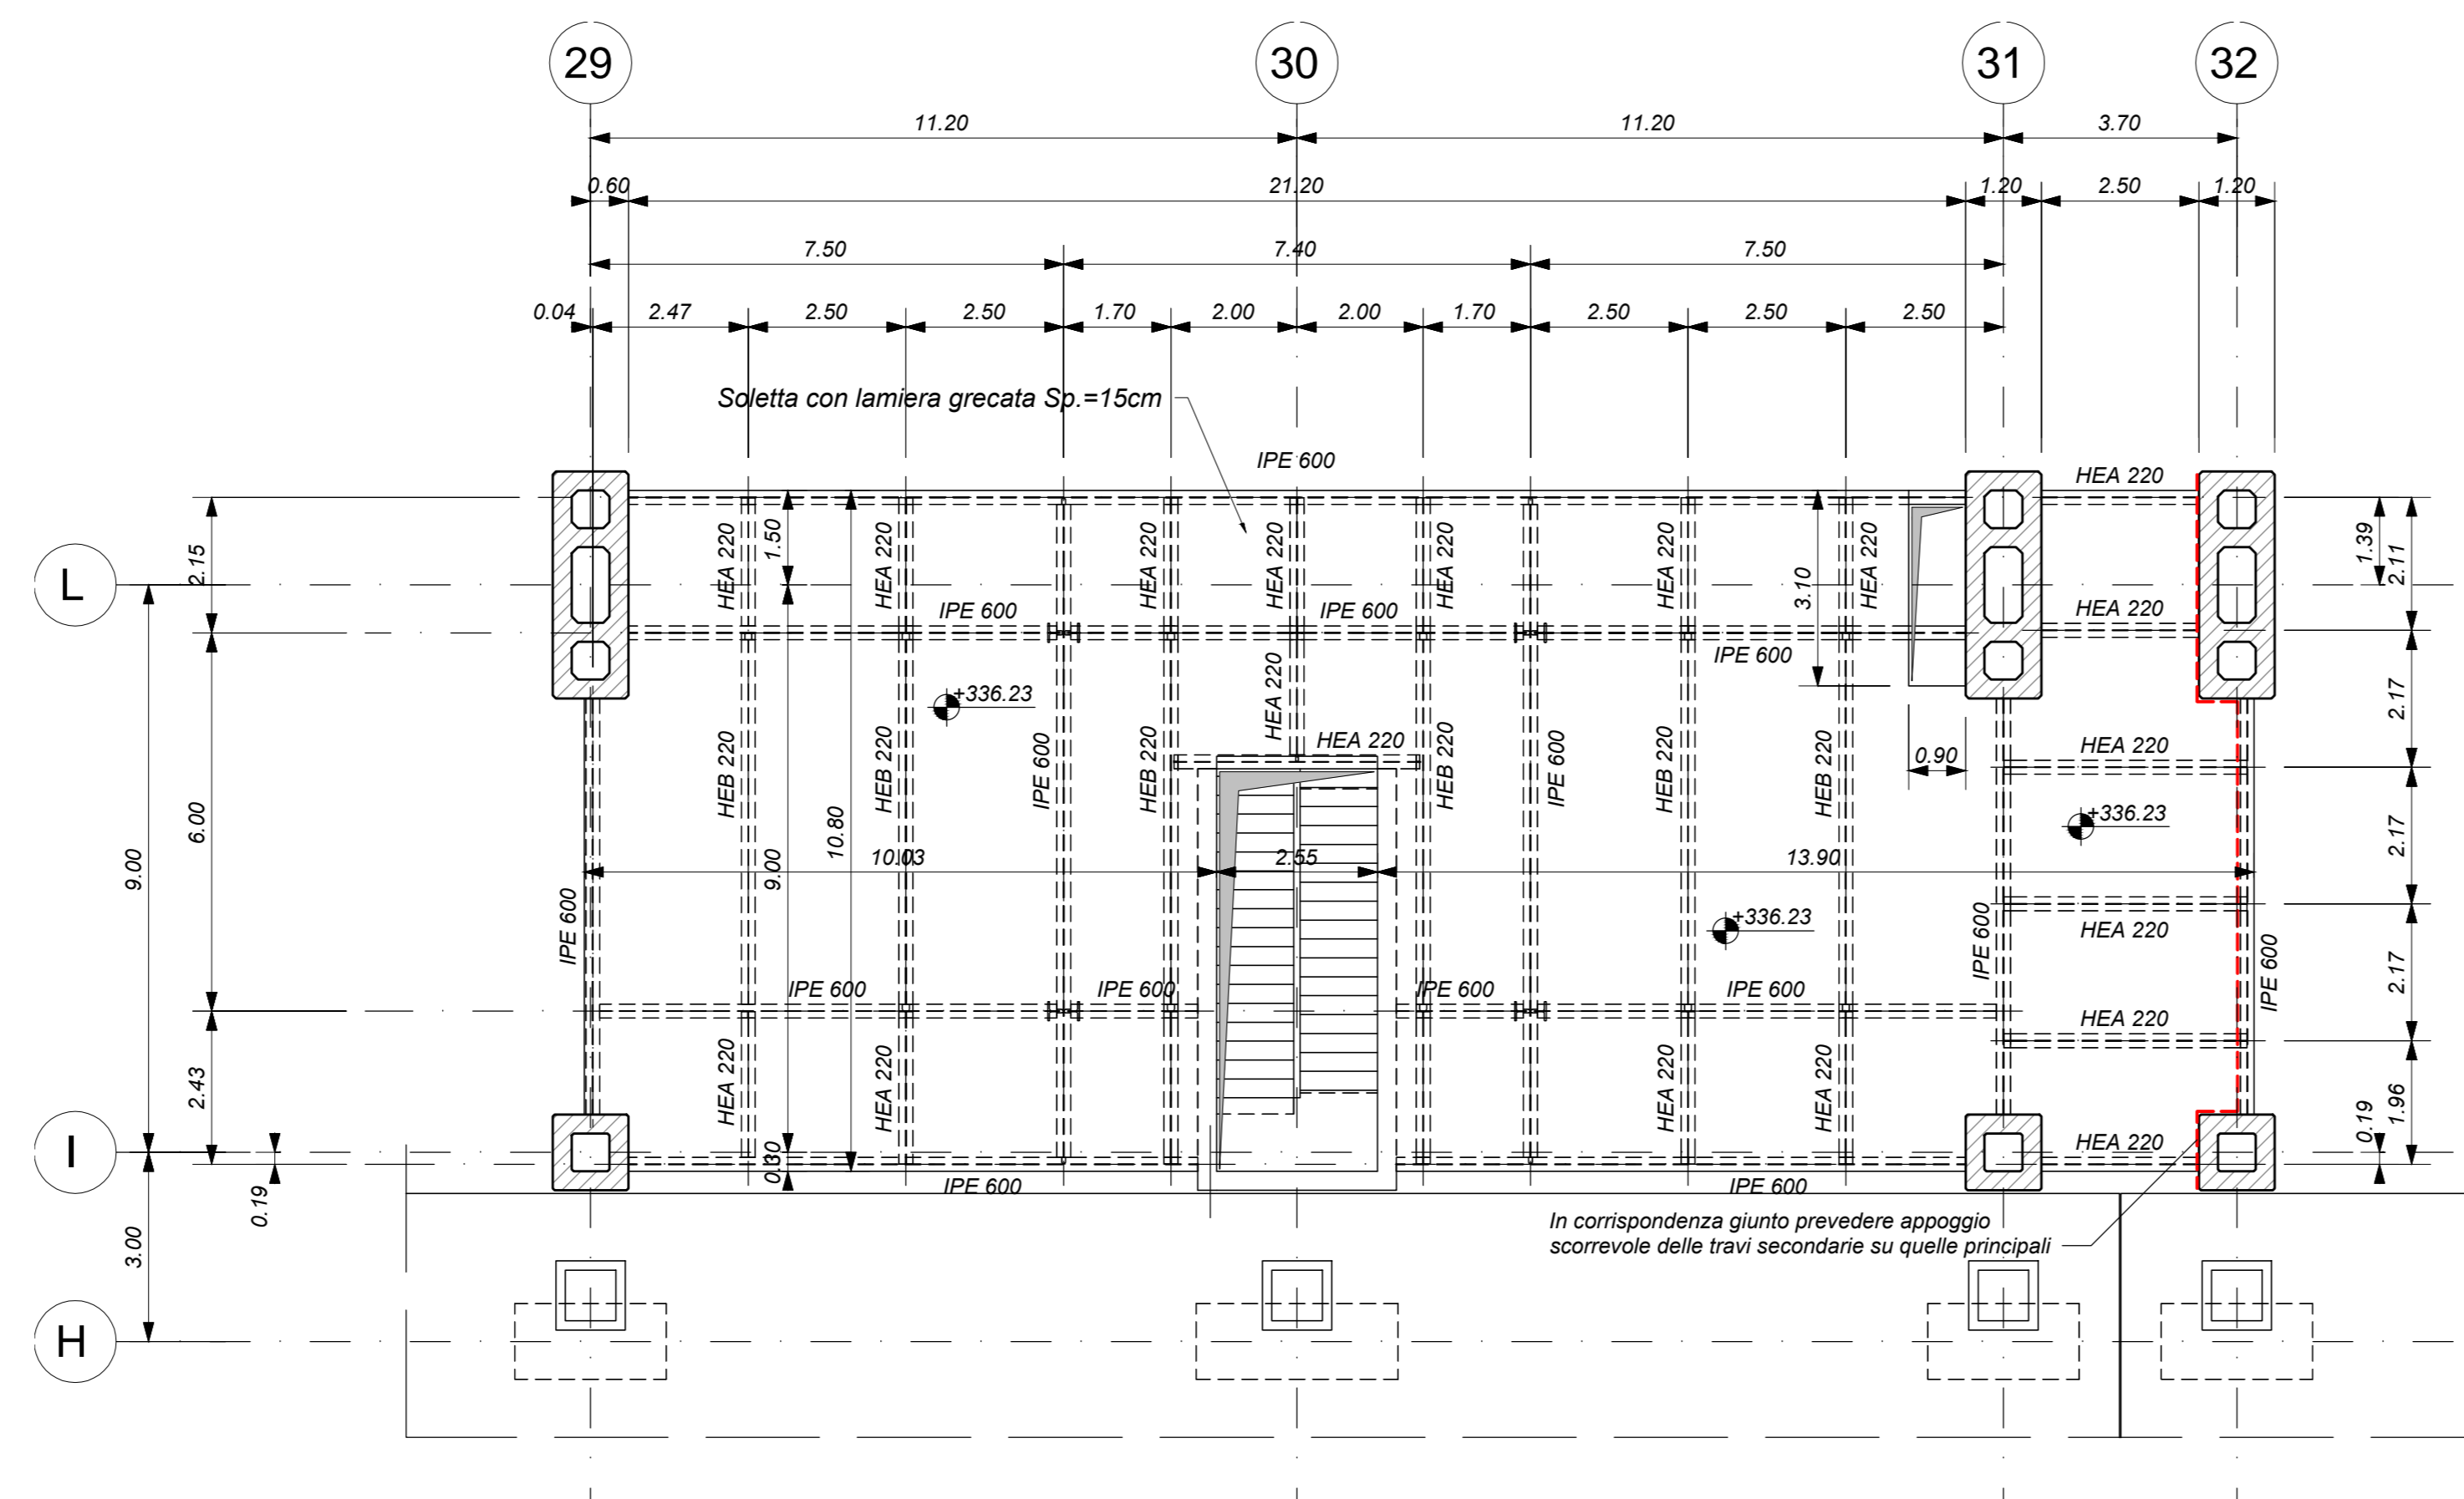 29
30
31
32
11.20
11.20
3.70
0.60
21.20
1.20
2.50
1.20
7.50
7.40
7.50
0.04
2.47
2.50
2.50
1.70
2.00
2.00
1.70
2.50
2.50
2.50
Soletta con lamiera grecata Sp.=15cm
IPE 600
HEA 220
L
2.15
HEA 220
1.50
HEA 220
HEA 220
HEA 220
HEA 220
HEA 220
HEA 220
3.10
1.39
2.11
IPE 600
IPE 600
IPE 600
HEA 220
+336.23
HEA 220
HEA 220
2.17
HEA 220
0.90
9.00
6.00
HEB 220
HEB 220
IPE 600
HEB 220
HEB 220
IPE 600
HEB 220
HEB 220
+336.23
2.17
10.80
9.00
10.03
2.55
13.90
IPE 600
+336.23
IPE 600
HEA 220
IPE 600
2.17
IPE 600
IPE 600
IPE 600
IPE 600
HEA 220
2.43
HEA 220
HEA 220
HEA 220
HEA 220
1.96
0.19
I
0.30
HEA 220
0.19
IPE 600
IPE 600
3.00
In corrispondenza giunto prevedere appoggio
scorrevole delle travi secondarie su quelle principali
H